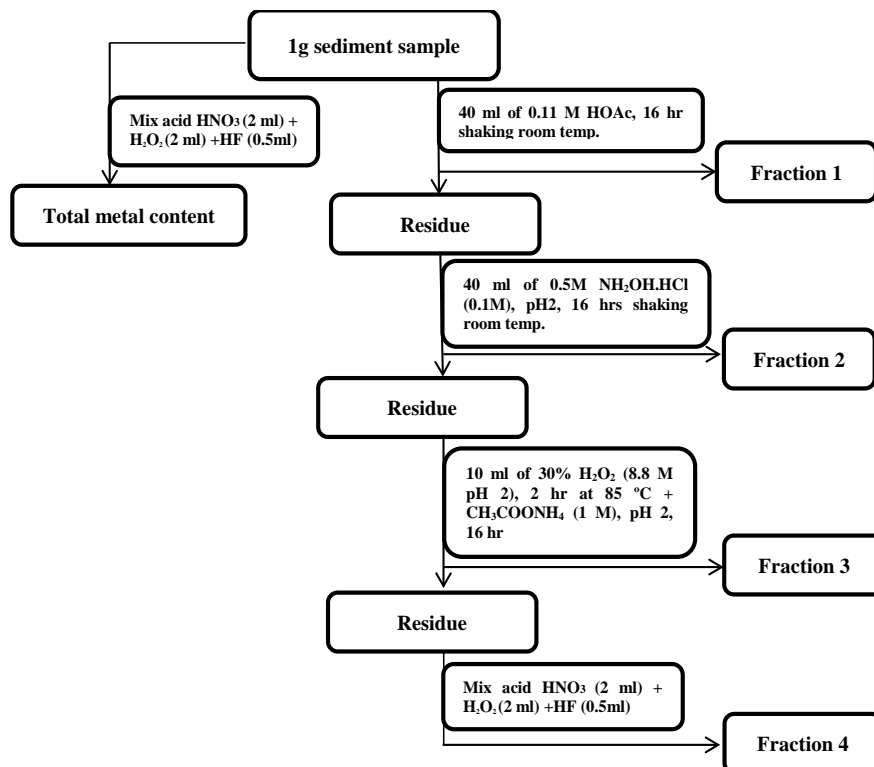 1g sediment sample
Mix acid HNO₃ (2 ml) +
H₂O₂ (2 ml) +HF (0.5ml)
40 ml of 0.11 M HOAc, 16 hr
shaking room temp.
Fraction 1
Total metal content
Residue
40 ml of 0.5M NH₂OH.HCl
(0.1M), pH2, 16 hrs shaking
room temp.
Fraction 2
Residue
10 ml of 30% H₂O₂ (8.8 M
pH 2), 2 hr at 85 ºC +
CH₃COONH₄ (1 M), pH 2,
16 hr
Fraction 3
Residue
Mix acid HNO₃ (2 ml) +
H₂O₂ (2 ml) +HF (0.5ml)
Fraction 4